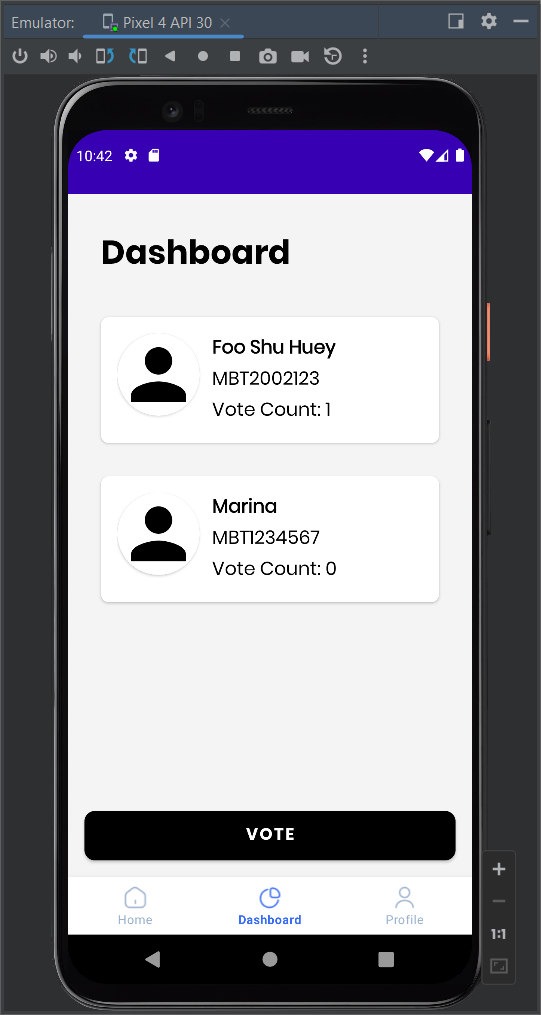 Emulator: Pixel 4 API 30
10:42
Dashboard
Foo Shu Huey
MBT2002123
Vote Count: 1
Marina
MBT1234567
Vote Count: 0
VOTE
1:1
Home Dashboard Profile